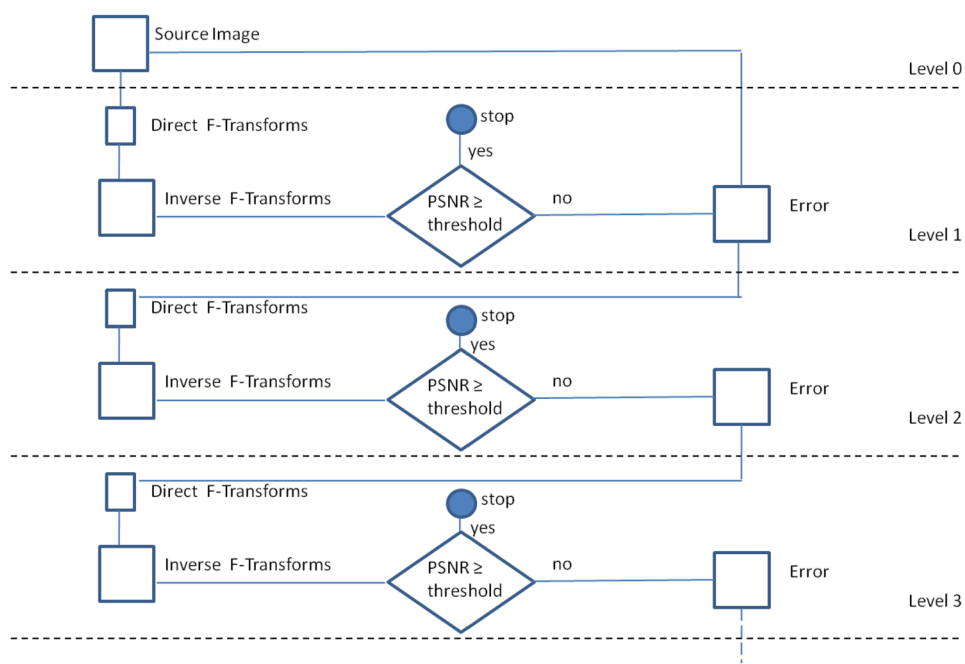 Source Image
Level 0
Direct F-Transforms
stop
yes
Inverse F-Transforms
PSNR ≥
threshold
no
Error
Level 1
Direct F-Transforms
stop
yes
Inverse F-Transforms
PSNR ≥
threshold
no
Error
Level 2
Direct F-Transforms
stop
yes
Inverse F-Transforms
PSNR ≥
threshold
no
Error
Level 3